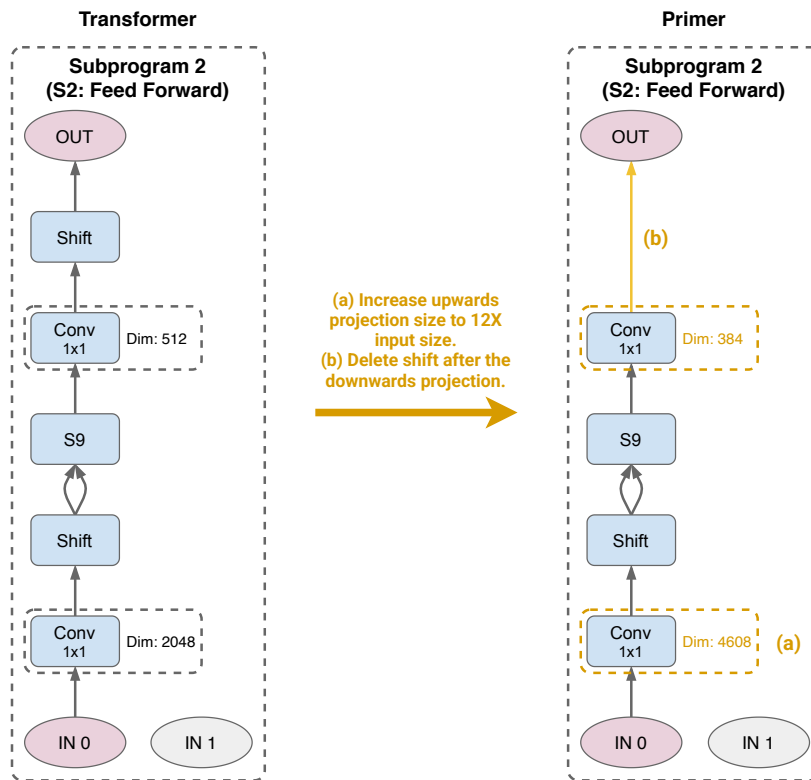 Transformer
Subprogram 2
(S2: Feed Forward)
OUT
Shift
Conv
1x1
Dim: 512
S9
Shift
Conv
1x1
Dim: 2048
IN 0
IN 1
(a) Increase upwards
projection size to 12X
input size.
(b) Delete shift after the
downwards projection.
Primer
Subprogram 2
(S2: Feed Forward)
OUT
(b)
Conv
1x1
Dim: 384
S9
Shift
Conv
1x1
Dim: 4608
(a)
IN 0
IN 1